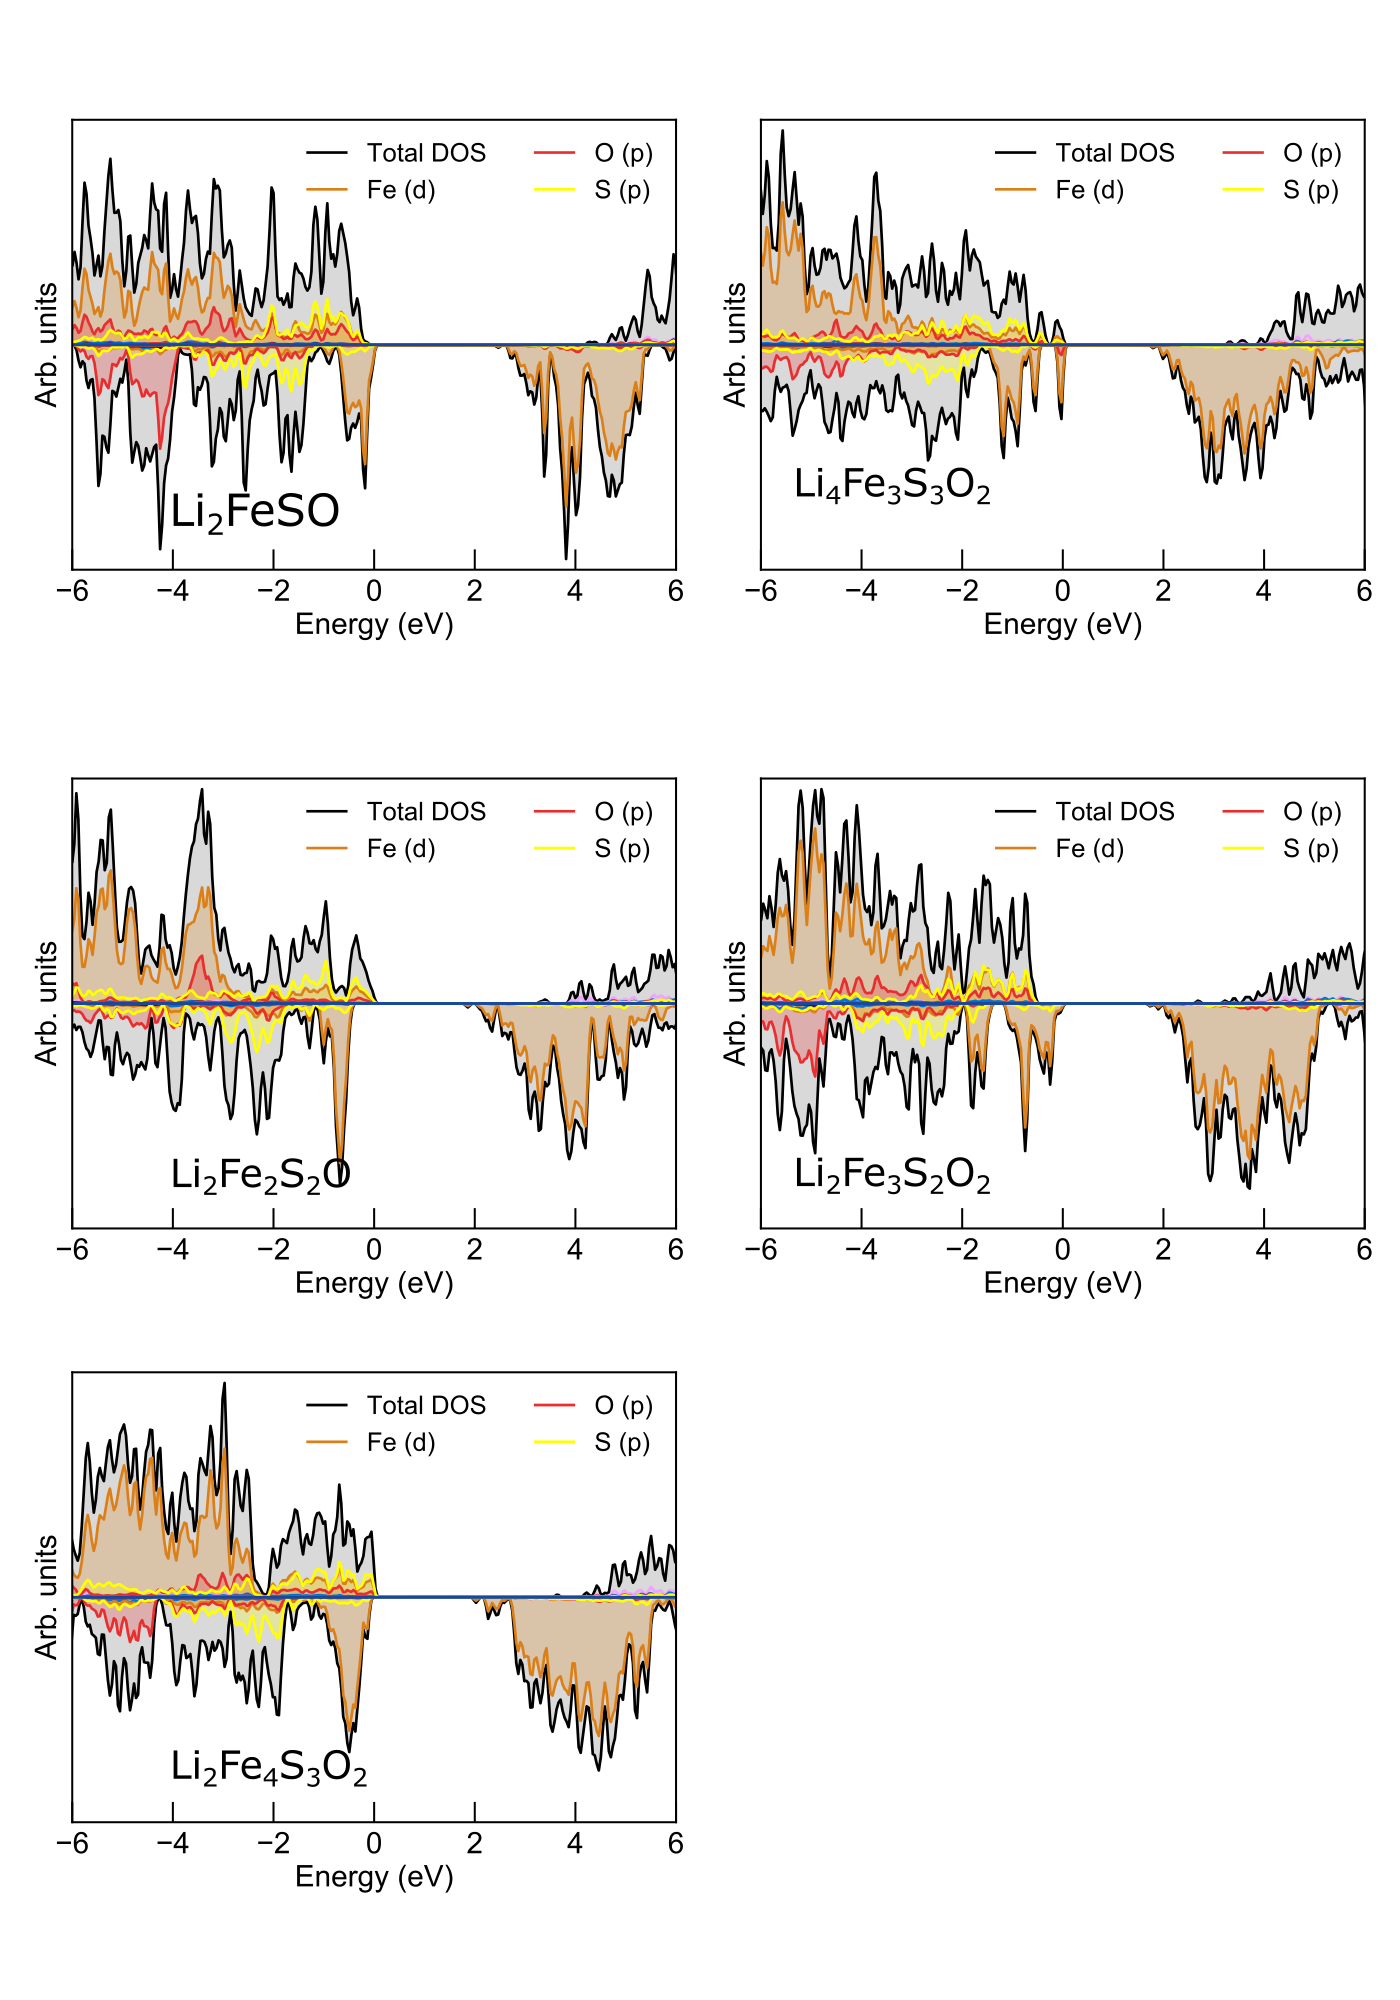 Total DOS O (p)
Fe (d) S (p)
Arb. units
Li₂FeSO
−6 −4 −2 0 2 4 6
Energy (eV)
Total DOS O (p)
Fe (d) S (p)
Arb. units
Li₄Fe₃S₃O₂
−6 −4 −2 0 2 4 6
Energy (eV)
Total DOS O (p)
Fe (d) S (p)
Arb. units
Li₂Fe₂S₂O
−6 −4 −2 0 2 4 6
Energy (eV)
Total DOS O (p)
Fe (d) S (p)
Arb. units
Li₂Fe₃S₂O₂
−6 −4 −2 0 2 4 6
Energy (eV)
Total DOS O (p)
Fe (d) S (p)
Arb. units
Li₂Fe₄S₃O₂
−6 −4 −2 0 2 4 6
Energy (eV)